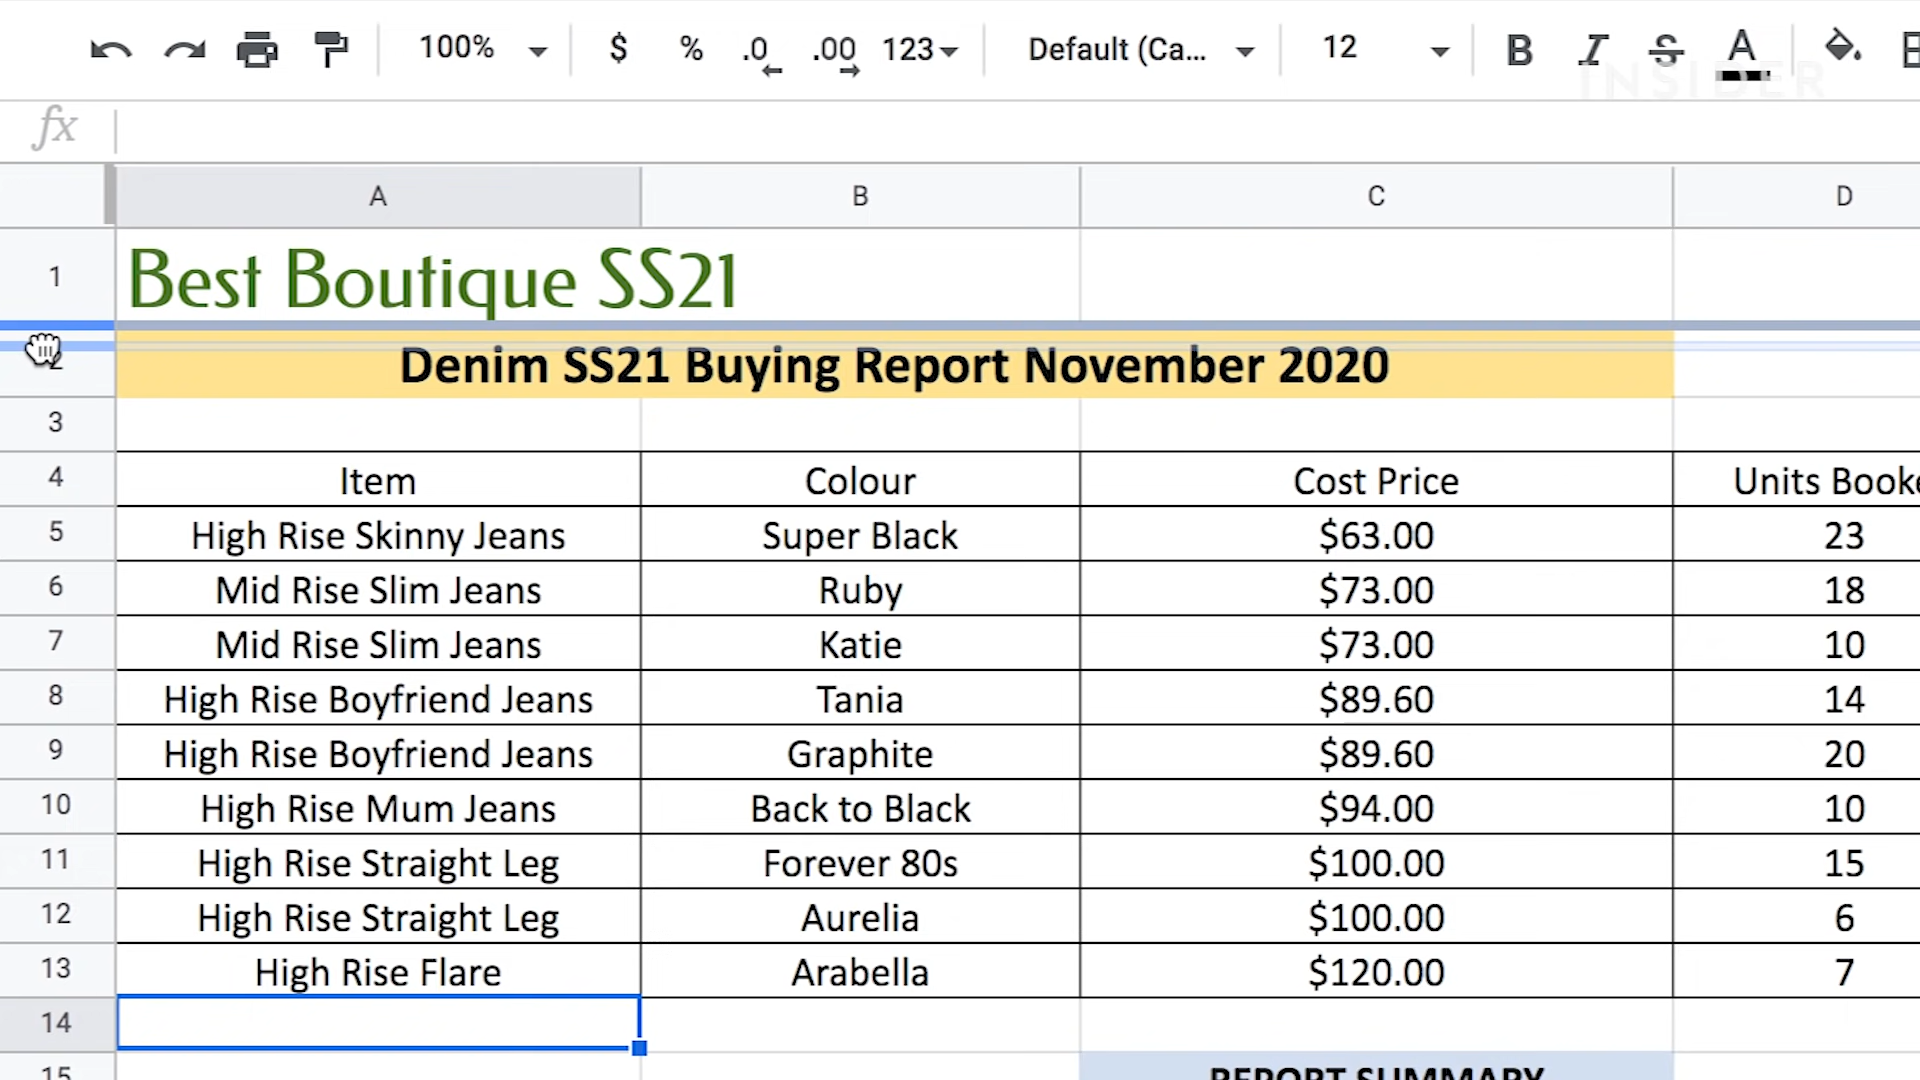 100% $ % .0 .00 123 Default (Ca... 12 B I S A
INSIDER
fx
A B C D
1 Best Boutique SS21
2 Denim SS21 Buying Report November 2020
3
4 Item Colour Cost Price Units Booke
5 High Rise Skinny Jeans Super Black $63.00 23
6 Mid Rise Slim Jeans Ruby $73.00 18
7 Mid Rise Slim Jeans Katie $73.00 10
8 High Rise Boyfriend Jeans Tania $89.60 14
9 High Rise Boyfriend Jeans Graphite $89.60 20
10 High Rise Mum Jeans Back to Black $94.00 10
11 High Rise Straight Leg Forever 80s $100.00 15
12 High Rise Straight Leg Aurelia $100.00 6
13 High Rise Flare Arabella $120.00 7
14
15 REPORT SUMMARY